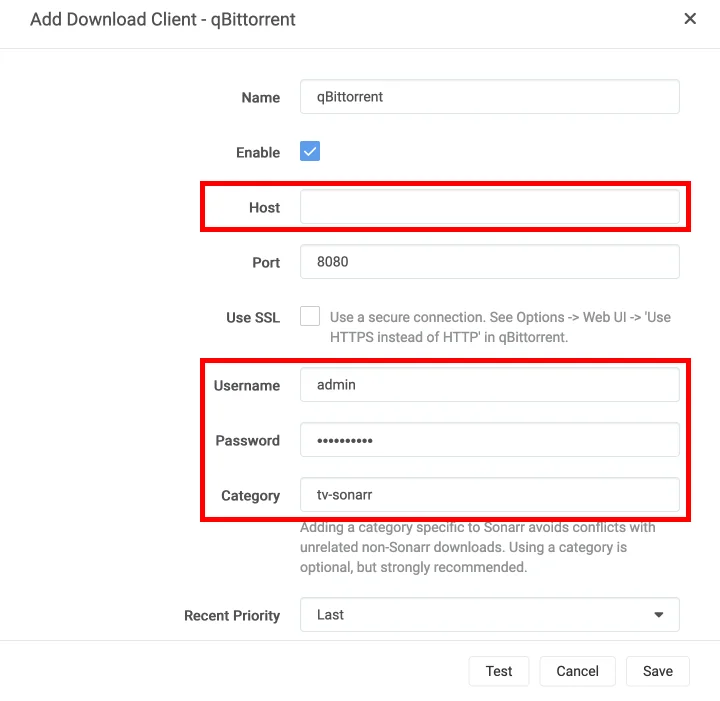 Add Download Client - qBittorrent
Name qBittorrent
Enable
Host
Port 8080
Use SSL Use a secure connection. See Options -> Web UI -> 'Use
HTTPS instead of HTTP' in qBittorrent.
Username admin
Password ••••••••••
Category tv-sonarr
Adding a category specific to Sonarr avoids conflicts with
unrelated non-Sonarr downloads. Using a category is
optional, but strongly recommended.
Recent Priority Last
Test Cancel Save